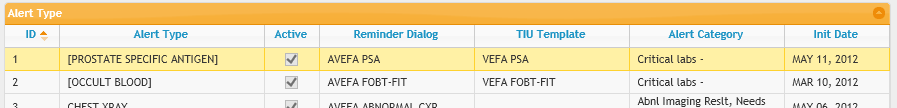 Alert Type
ID Alert Type Active Reminder Dialog TIU Template Alert Category Init Date
1 [PROSTATE SPECIFIC ANTIGEN] AVEFA PSA VEFA PSA Critical labs - MAY 11, 2012
2 [OCCULT BLOOD] AVEFA FOBT-FIT VEFA FOBT-FIT Critical labs - MAR 10, 2012
3 CHEST XRAY AVEFA ABNORMAL CXR Abnl Imaging Reslt, Needs MAY 06, 2012